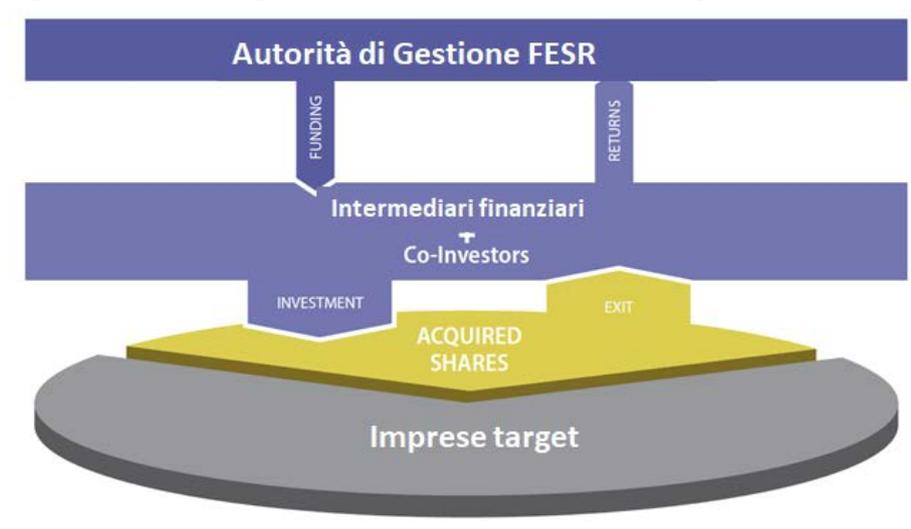 Autorità di Gestione FESR
FUNDING
RETURNS
Intermediari finanziari
+
Co-Investors
INVESTMENT
EXIT
ACQUIRED
SHARES
Imprese target